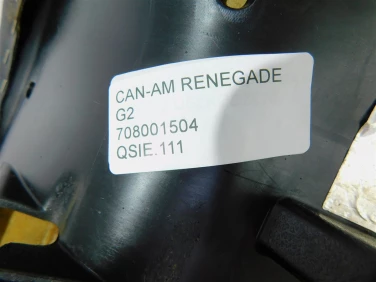 CAN-AM RENEGADE
G2
708001504
QSIE.111